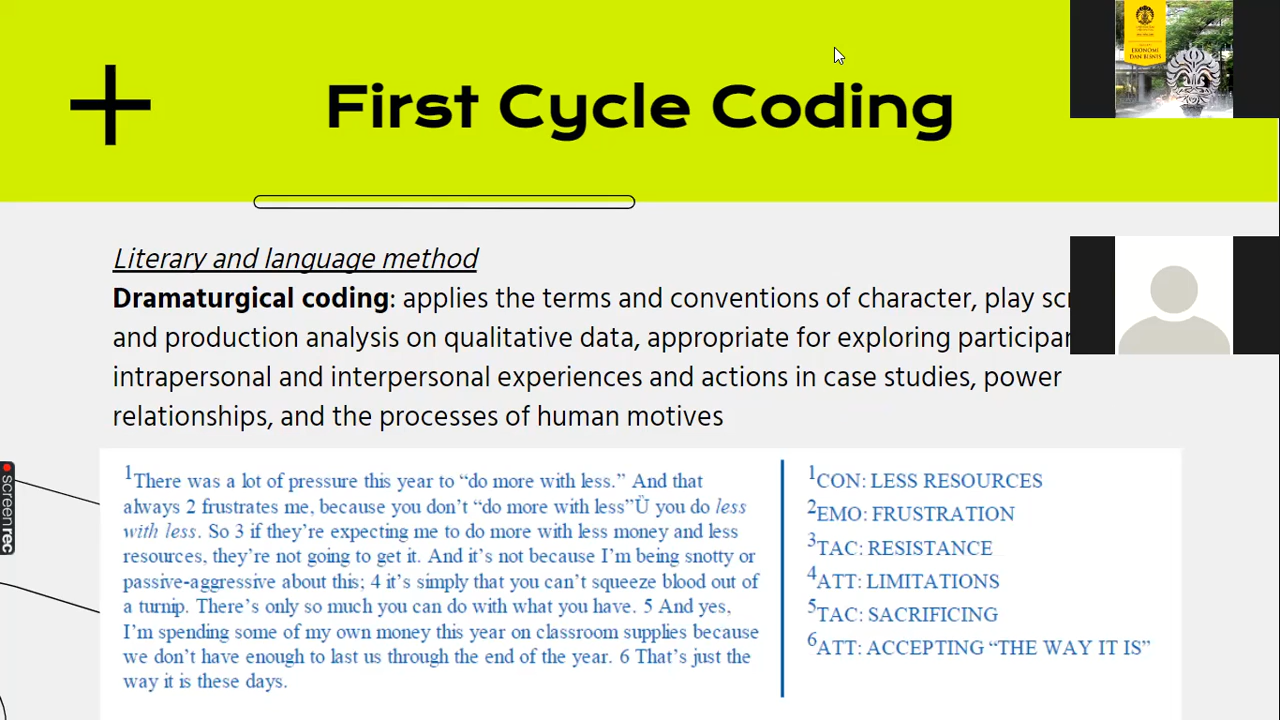 First Cycle Coding
EKONOMI
DAN BISNIS
Literary and language method
Dramaturgical coding: applies the terms and conventions of character, play
and production analysis on qualitative data, appropriate for exploring
intrapersonal and interpersonal experiences and actions in case studies, power
relationships, and the processes of human motives
1There was a lot of pressure this year to “do more with less.” And that
always 2 frustrates me, because you don’t “do more with less”Ù you do less
with less. So 3 if they’re expecting me to do more with less money and less
resources, they’re not going to get it. And it’s not because I’m being snotty or
passive-aggressive about this; 4 it’s simply that you can’t squeeze blood out of
a turnip. There’s only so much you can do with what you have. 5 And yes,
I’m spending some of my own money this year on classroom supplies because
we don’t have enough to last us through the end of the year. 6 That’s just the
way it is these days.
1CON: LESS RESOURCES
2EMO: FRUSTRATION
3TAC: RESISTANCE
4ATT: LIMITATIONS
5TAC: SACRIFICING
6ATT: ACCEPTING “THE WAY IT IS”
screenrec